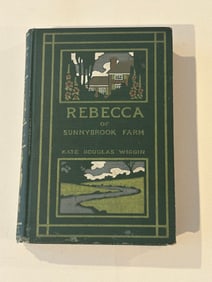 REBECCA
OF
SUNNYBROOK FARM
KATE DOUGLAS WIGGIN